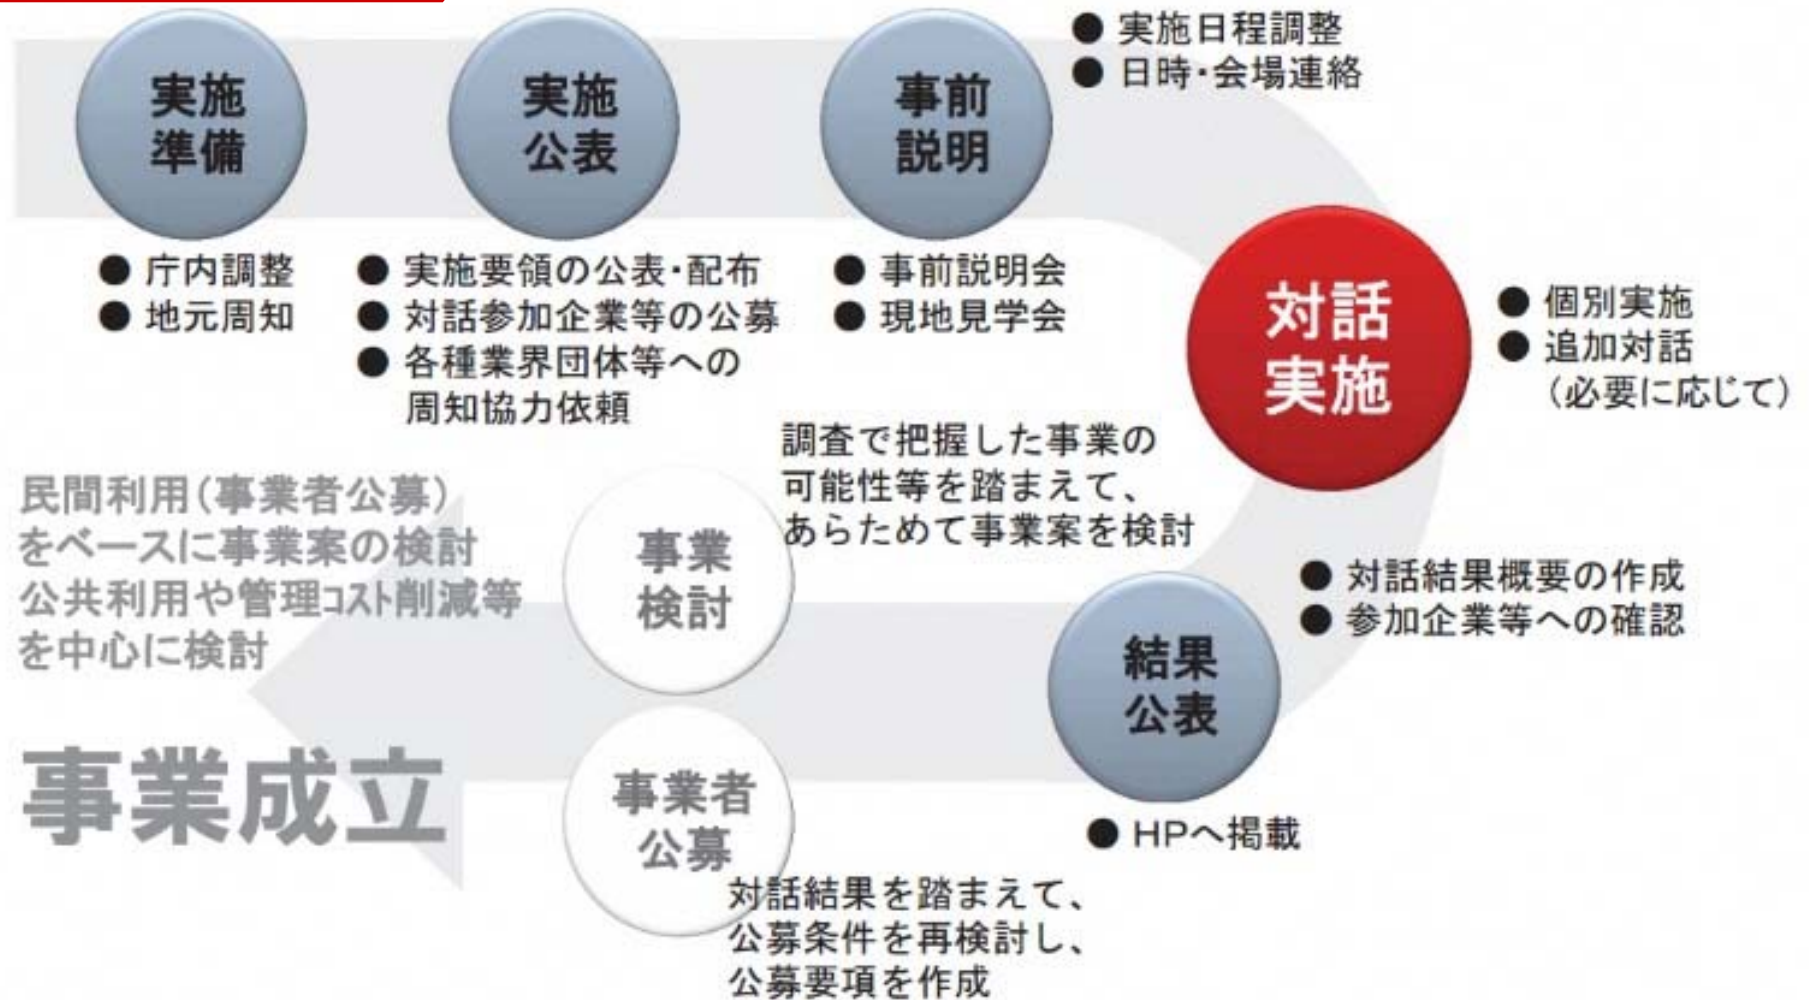 実施
準備
● 庁内調整
● 地元周知
実施
公表
● 実施要領の公表・配布
● 対話参加企業等の公募
● 各種業界団体等への
周知協力依頼
事前
説明
● 事前説明会
● 現地見学会
● 実施日程調整
● 日時・会場連絡
対話
実施
● 個別実施
● 追加対話
（必要に応じて）
● 対話結果概要の作成
● 参加企業等への確認
結果
公表
● HPへ掲載
調査で把握した事業の
可能性等を踏まえて、
あらためて事業案を検討
事業
検討
事業者
公募
対話結果を踏まえて、
公募条件を再検討し、
公募要項を作成
民間利用（事業者公募）
をベースに事業案の検討
公共利用や管理コスト削減等
を中心に検討
事業成立